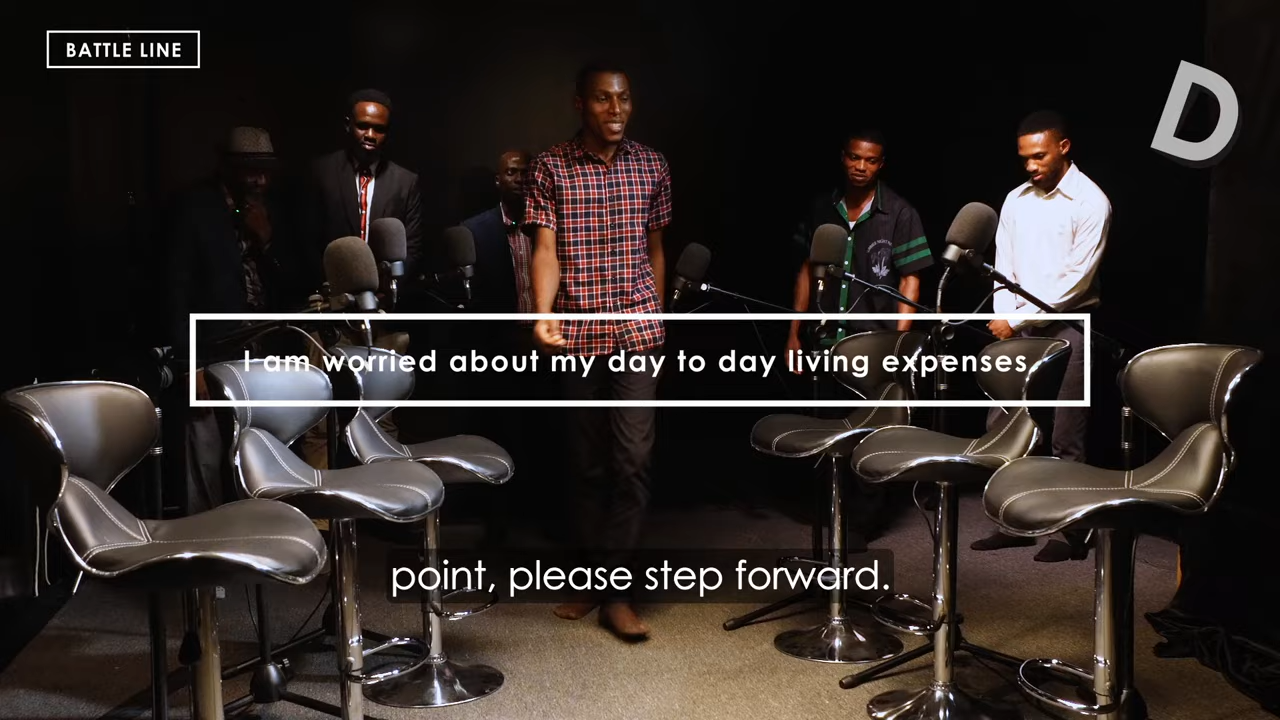 BATTLE LINE
D
I am worried about my day to day living expenses.
point, please step forward.